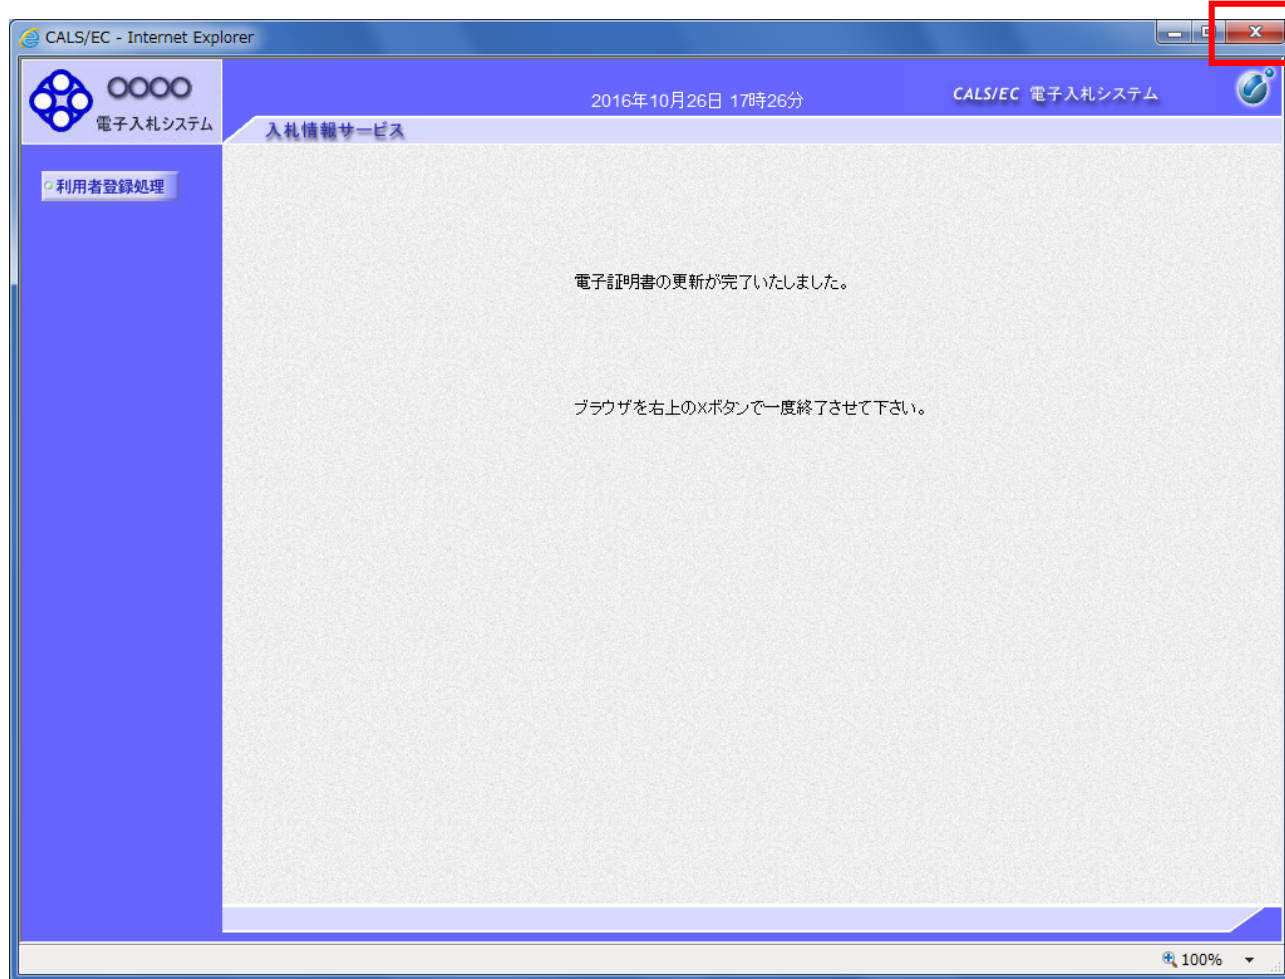 CALS/EC - Internet Explorer
○○○○
電子入札システム
2016年10月26日 17時26分
CALS/EC 電子入札システム
入札情報サービス
利用者登録処理
電子証明書の更新が完了いたしました。
ブラウザを右上の×ボタンで一度終了させて下さい。
100%